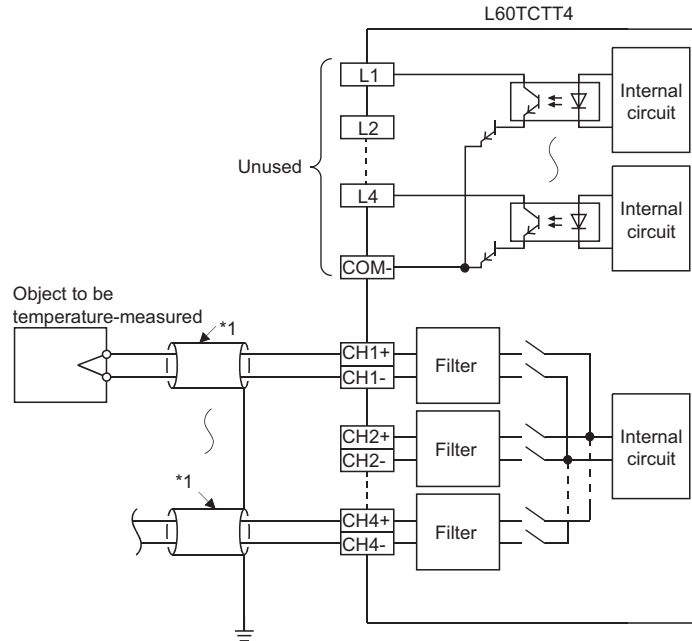 L60TCTT4
L1
Internal
circuit
L2
Unused
L4
Internal
circuit
COM-
Object to be
temperature-measured
*1
CH1+
CH1-
Filter
CH2+
CH2-
Filter
Internal
circuit
*1
CH4+
CH4-
Filter